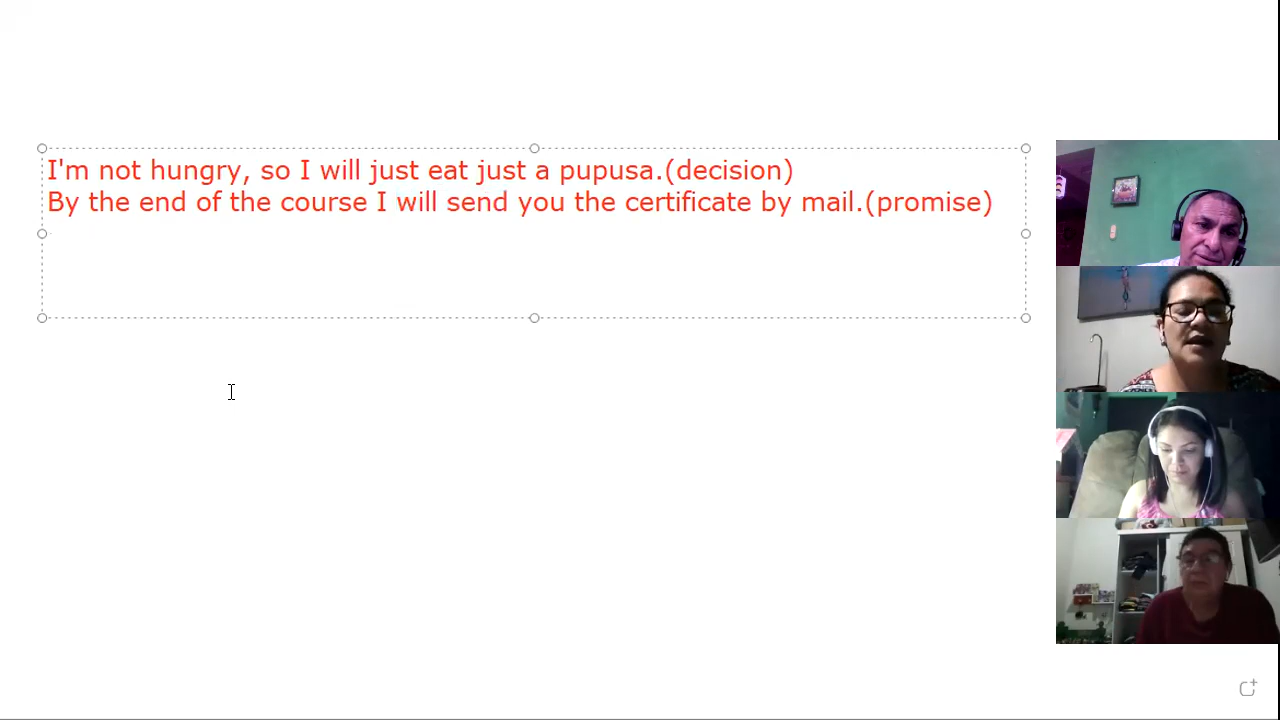 I'm not hungry, so I will just eat just a pupusa.(decision)
By the end of the course I will send you the certificate by mail.(promise)